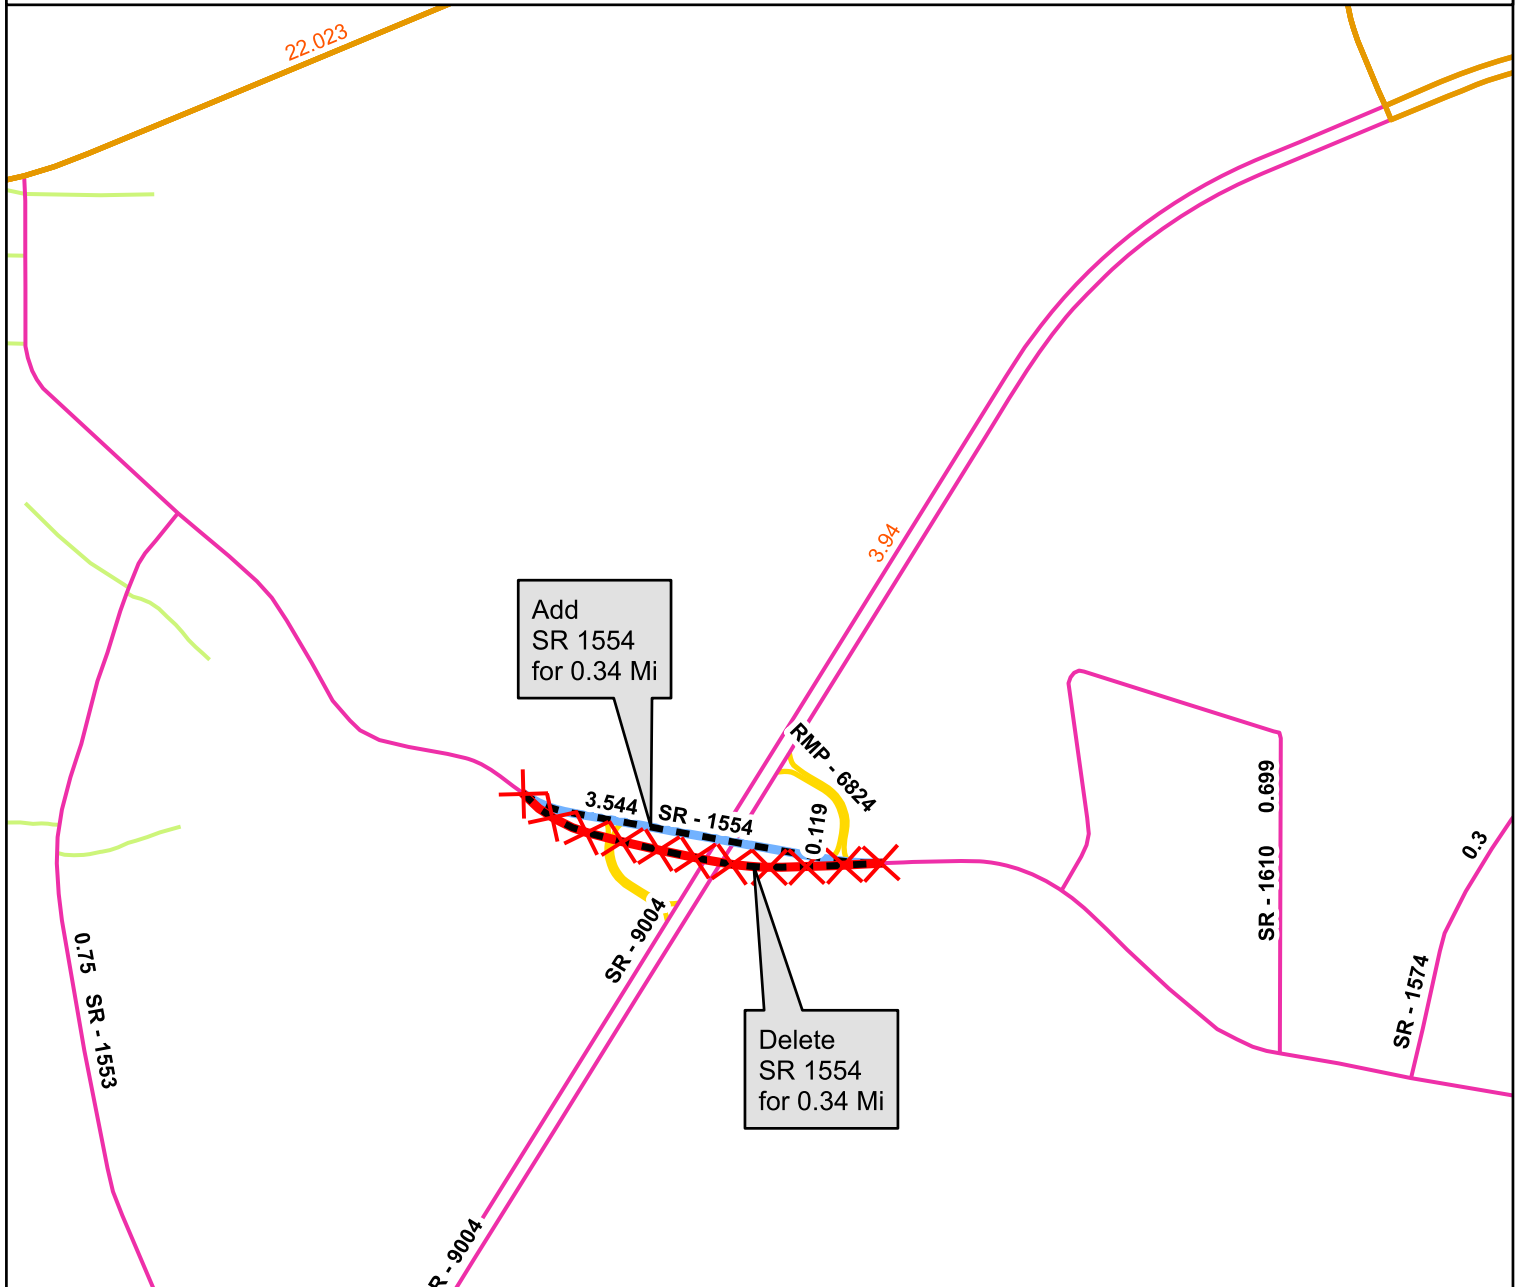 22.023
3.94
Add
SR 1554
for 0.34 Mi
RMP - 6824
3.544
SR - 1554
0.119
0.699
SR - 1610
0.3
SR - 1574
SR - 9004
0.75
SR - 1553
Delete
SR 1554
for 0.34 Mi
R - 9004